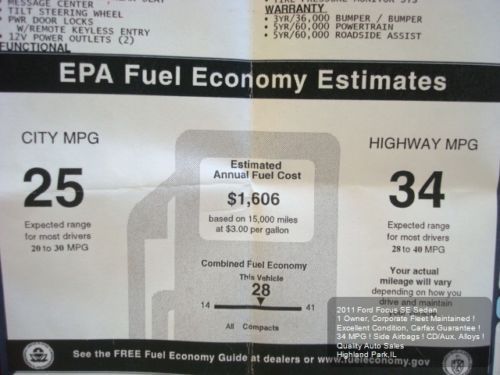 MESSAGE CENTER
• TILT STEERING WHEEL
• PWR DOOR LOCKS
W/REMOTE KEYLESS ENTRY
• 12V POWER OUTLETS (2)
FUNCTIONAL
WARRANTY
• 3YR/36,000 BUMPER / BUMPER
• 5YR/60,000 POWERTRAIN
• 5YR/60,000 ROADSIDE ASSIST
EPA Fuel Economy Estimates
CITY MPG
25
Expected range
for most drivers
20 to 30 MPG
Estimated
Annual Fuel Cost
$1,606
based on 15,000 miles
at $3.00 per gallon
Combined Fuel Economy
This Vehicle
28
14
41
All Compacts
HIGHWAY MPG
34
Expected range
for most drivers
28 to 40 MPG
Your actual
mileage will vary
depending on how you
drive and maintain
2011 Ford Focus SE Sedan
1 Owner, Corporate Fleet Maintained !
Excellent Condition, Carfax Guarantee !
34 MPG ! Side Airbags ! CD/Aux, Alloys !
Quality Auto Sales
Highland Park,IL
See the FREE Fuel Economy Guide at dealers or www.fueleconomy.gov